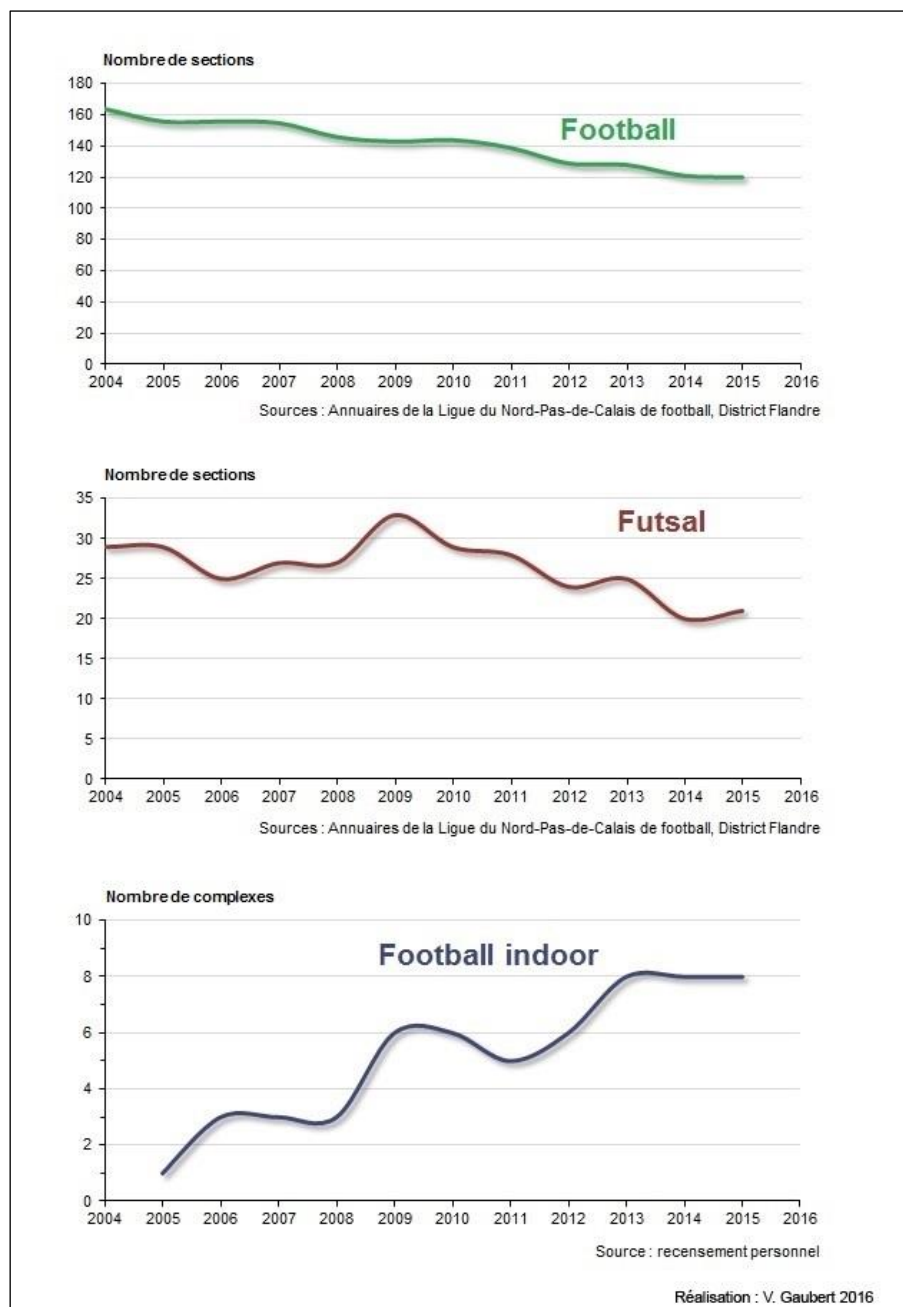 Nombre de sections
180
160
140
120
100
80
60
40
20
0
Football
2004 2005 2006 2007 2008 2009 2010 2011 2012 2013 2014 2015 2016
Sources : Annuaires de la Ligue du Nord-Pas-de-Calais de football, District Flandre
Nombre de sections
35
30
25
20
15
10
5
0
Futsal
2004 2005 2006 2007 2008 2009 2010 2011 2012 2013 2014 2015 2016
Sources : Annuaires de la Ligue du Nord-Pas-de-Calais de football, District Flandre
Nombre de complexes
10
8
6
4
2
0
Football indoor
2004 2005 2006 2007 2008 2009 2010 2011 2012 2013 2014 2015 2016
Source : recensement personnel
Réalisation : V. Gaubert 2016